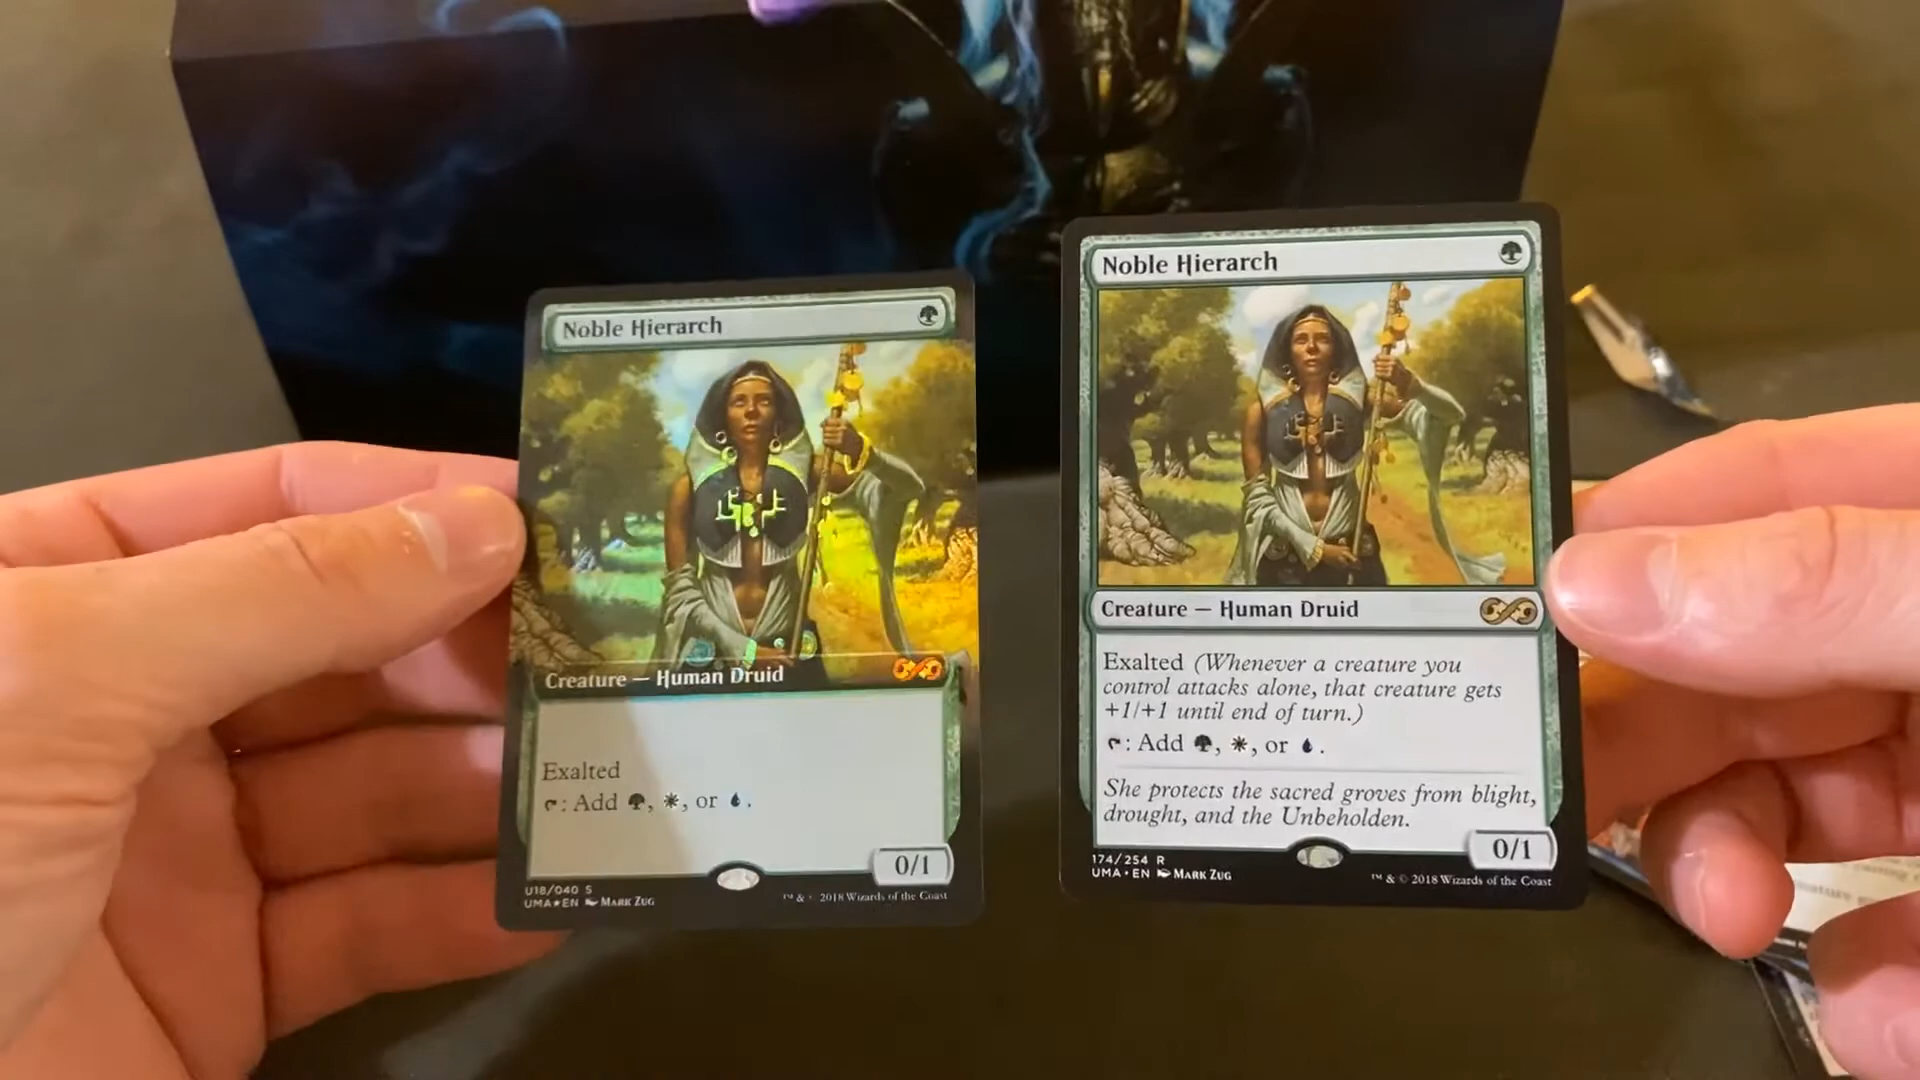 Noble Hierarch
Creature — Human Druid
Exalted
: Add , , or .
0/1
U18/040 S
UMA★EN Mark Zug
™ & © 2018 Wizards of the Coast
Noble Hierarch
Creature — Human Druid
Exalted (Whenever a creature you
control attacks alone, that creature gets
+1/+1 until end of turn.)
: Add , , or .
She protects the sacred groves from blight,
drought, and the Unbeholden.
0/1
174/254 R
UMA • EN Mark Zug
™ & © 2018 Wizards of the Coast